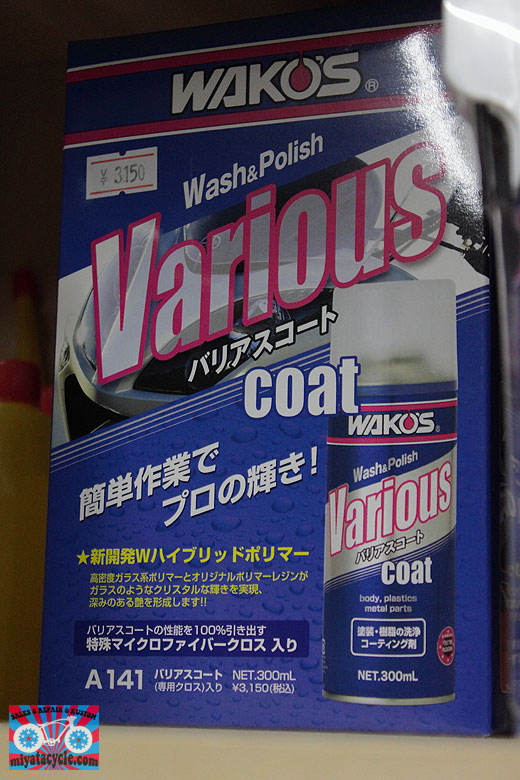 WAKO'S®
¥ 3,150
Wash&Polish
Various
バリアスコート
coat
簡単作業で
プロの輝き!
★新開発Wハイブリッドポリマー
高密度ガラス系ポリマーとオリジナルポリマーレジンが
ガラスのようなクリスタルな輝きを実現、
深みのある艶を形成します!!
バリアスコートの性能を100%引き出す
特殊マイクロファイバークロス 入り
A141 バリアスコート NET.300mL
(専用クロス)入り ¥3,150(税込)
WAKO'S®
Wash&Polish
Various
バリアスコート
coat
body, plastics
metal parts
塗装・樹脂の洗浄
コーティング剤
NET.300mL
SALES & REPAIR & KUSTOM
miyatacycle.com